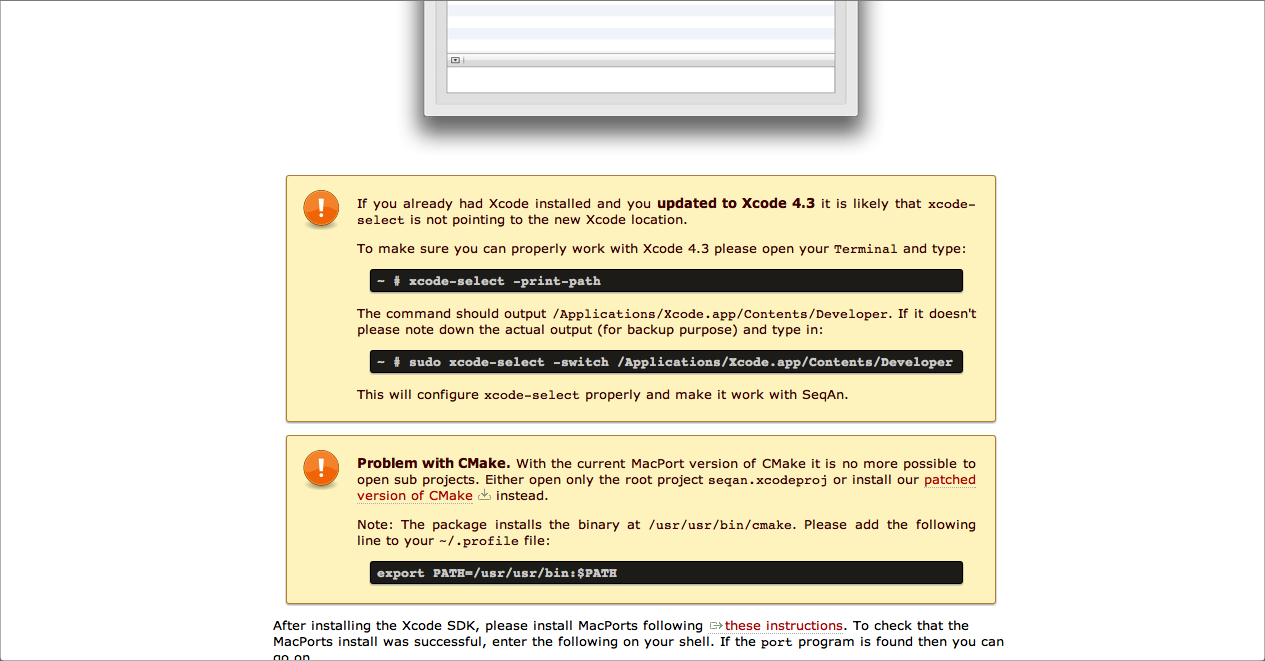 If you already had Xcode installed and you updated to Xcode 4.3 it is likely that xcode-
select is not pointing to the new Xcode location.
To make sure you can properly work with Xcode 4.3 please open your Terminal and type:
~ # xcode-select -print-path
The command should output /Applications/Xcode.app/Contents/Developer. If it doesn't
please note down the actual output (for backup purpose) and type in:
~ # sudo xcode-select -switch /Applications/Xcode.app/Contents/Developer
This will configure xcode-select properly and make it work with SeqAn.
Problem with CMake. With the current MacPort version of CMake it is no more possible to
open sub projects. Either open only the root project seqan.xcodeproj or install our patched
version of CMake instead.
Note: The package installs the binary at /usr/usr/bin/cmake. Please add the following
line to your ~/.profile file:
export PATH=/usr/usr/bin:$PATH
After installing the Xcode SDK, please install MacPorts following these instructions. To check that the
MacPorts install was successful, enter the following on your shell. If the port program is found then you can
go on